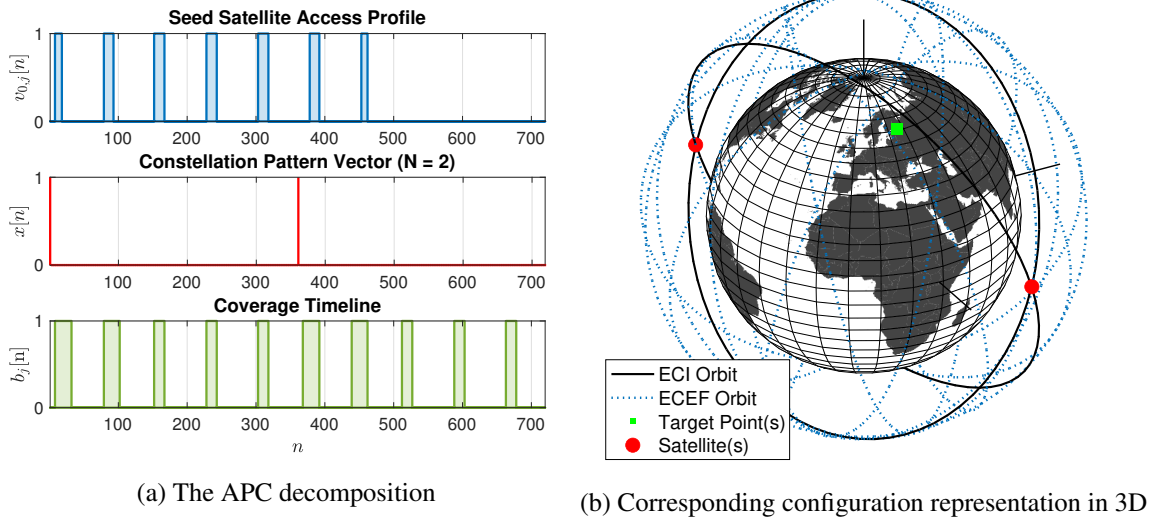 Seed Satellite Access Profile
1
v₀,ⱼ[n]
0
100 200 300 400 500 600 700
Constellation Pattern Vector (N = 2)
1
x[n]
0
100 200 300 400 500 600 700
Coverage Timeline
1
bⱼ[n]
0
100 200 300 400 500 600 700
n
(a) The APC decomposition
ECI Orbit
ECEF Orbit
Target Point(s)
Satellite(s)
(b) Corresponding configuration representation in 3D